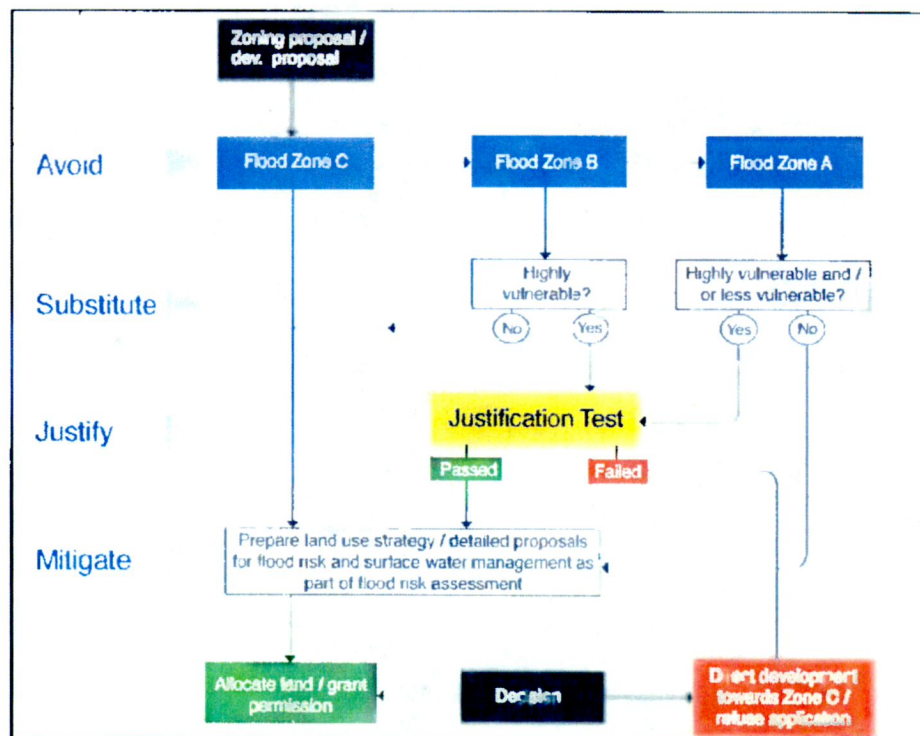 Zoning proposal /
dev. proposal
Avoid
Flood Zone C
Flood Zone B
Flood Zone A
Substitute
Highly
vulnerable?
Highly vulnerable and /
or less vulnerable?
No
Yes
Yes
No
Justify
Justification Test
Passed
Failed
Mitigate
Prepare land use strategy / detailed proposals
for flood risk and surface water management as
part of flood risk assessment
Allocate land / grant
permission
Decision
Direct development
towards Zone C /
refuse application